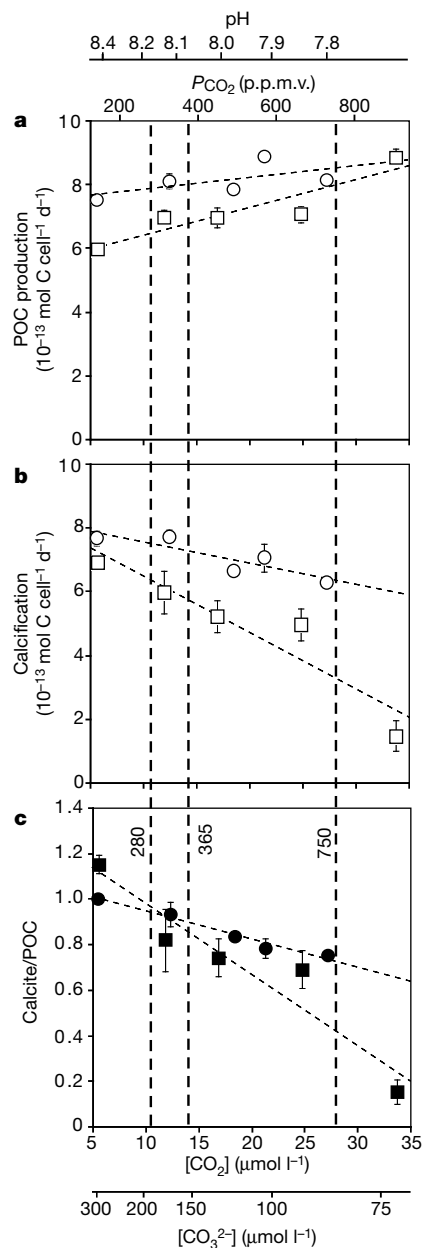 pH
8.4 8.2 8.1 8.0 7.9 7.8
PCO2 (p.p.m.v.)
200 400 600 800
a
10
8
6
4
2
0
POC production
(10–13 mol C cell–1 d–1)
b
10
8
6
4
2
0
Calcification
(10–13 mol C cell–1 d–1)
c
1.4
1.2
1.0
0.8
0.6
0.4
0.2
0
Calcite/POC
280
365
750
5 10 15 20 25 30 35
[CO2] (μmol l–1)
300 200 150 100 75
[CO32–] (μmol l–1)